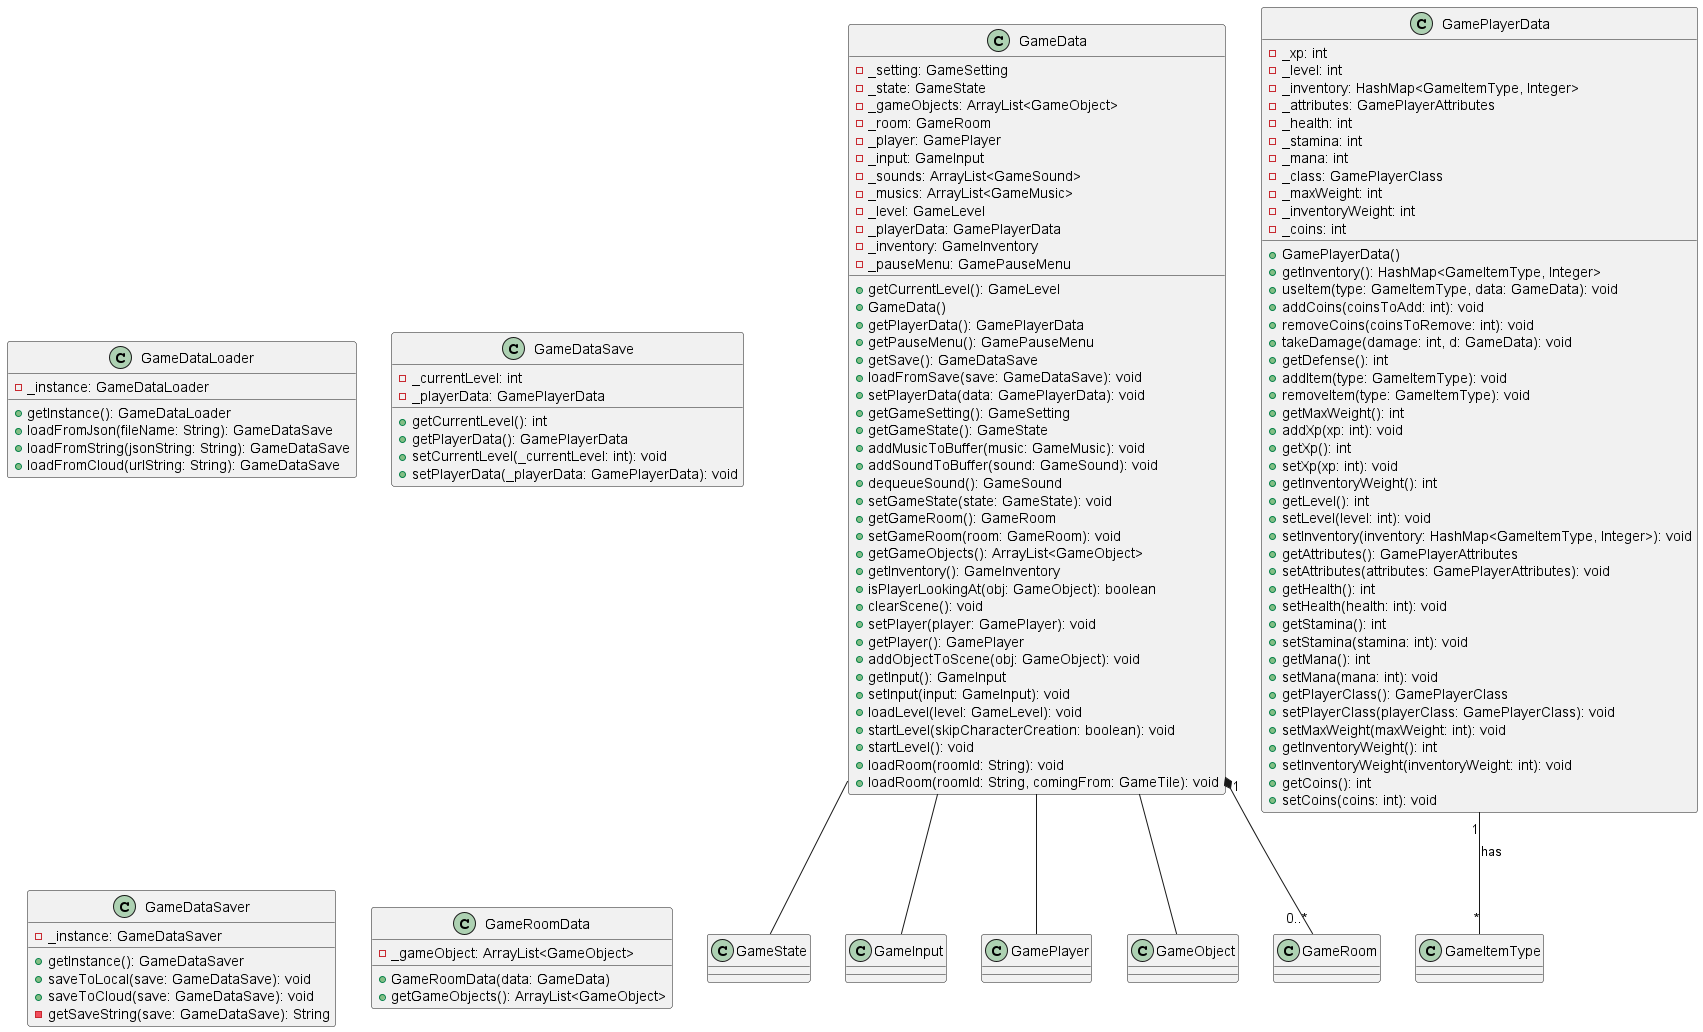 GameData
_setting: GameSetting
_state: GameState
_gameObjects: ArrayList<GameObject>
_room: GameRoom
_player: GamePlayer
_input: GameInput
_sounds: ArrayList<GameSound>
_musics: ArrayList<GameMusic>
_level: GameLevel
_playerData: GamePlayerData
_inventory: GameInventory
_pauseMenu: GamePauseMenu
getCurrentLevel(): GameLevel
GameData()
getPlayerData(): GamePlayerData
getPauseMenu(): GamePauseMenu
getSave(): GameDataSave
loadFromSave(save: GameDataSave): void
setPlayerData(data: GamePlayerData): void
getGameSetting(): GameSetting
getGameState(): GameState
addMusicToBuffer(music: GameMusic): void
addSoundToBuffer(sound: GameSound): void
dequeueSound(): GameSound
setGameState(state: GameState): void
getGameRoom(): GameRoom
setGameRoom(room: GameRoom): void
getGameObjects(): ArrayList<GameObject>
getInventory(): GameInventory
isPlayerLookingAt(obj: GameObject): boolean
clearScene(): void
setPlayer(player: GamePlayer): void
getPlayer(): GamePlayer
addObjectToScene(obj: GameObject): void
getInput(): GameInput
setInput(input: GameInput): void
loadLevel(level: GameLevel): void
startLevel(skipCharacterCreation: boolean): void
startLevel(): void
loadRoom(roomId: String): void
loadRoom(roomId: String, comingFrom: GameTile): void
GamePlayerData
_xp: int
_level: int
_inventory: HashMap<GameItemType, Integer>
_attributes: GamePlayerAttributes
_health: int
_stamina: int
_mana: int
_class: GamePlayerClass
_maxWeight: int
_inventoryWeight: int
_coins: int
GamePlayerData()
getInventory(): HashMap<GameItemType, Integer>
useItem(type: GameItemType, data: GameData): void
addCoins(coinsToAdd: int): void
removeCoins(coinsToRemove: int): void
takeDamage(damage: int, d: GameData): void
getDefense(): int
addItem(type: GameItemType): void
removeItem(type: GameItemType): void
getMaxWeight(): int
addXp(xp: int): void
getXp(): int
setXp(xp: int): void
getInventoryWeight(): int
getLevel(): int
setLevel(level: int): void
setInventory(inventory: HashMap<GameItemType, Integer>): void
getAttributes(): GamePlayerAttributes
setAttributes(attributes: GamePlayerAttributes): void
getHealth(): int
setHealth(health: int): void
getStamina(): int
setStamina(stamina: int): void
getMana(): int
setMana(mana: int): void
getPlayerClass(): GamePlayerClass
setPlayerClass(playerClass: GamePlayerClass): void
setMaxWeight(maxWeight: int): void
getInventoryWeight(): int
setInventoryWeight(inventoryWeight: int): void
getCoins(): int
setCoins(coins: int): void
GameDataLoader
_instance: GameDataLoader
getInstance(): GameDataLoader
loadFromJson(fileName: String): GameDataSave
loadFromString(jsonString: String): GameDataSave
loadFromCloud(urlString: String): GameDataSave
GameDataSave
_currentLevel: int
_playerData: GamePlayerData
getCurrentLevel(): int
getPlayerData(): GamePlayerData
setCurrentLevel(_currentLevel: int): void
setPlayerData(_playerData: GamePlayerData): void
1
1
has
0..*
*
GameDataSaver
_instance: GameDataSaver
getInstance(): GameDataSaver
saveToLocal(save: GameDataSave): void
saveToCloud(save: GameDataSave): void
getSaveString(save: GameDataSave): String
GameRoomData
_gameObject: ArrayList<GameObject>
GameRoomData(data: GameData)
getGameObjects(): ArrayList<GameObject>
GameState
GameInput
GamePlayer
GameObject
GameRoom
GameItemType